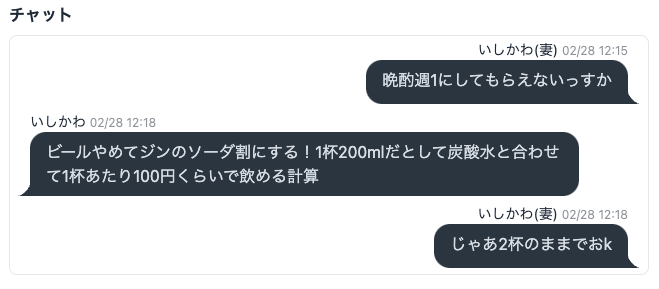 チャット
いしかわ(妻) 02/28 12:15
晩酌週1にしてもらえないっすか
いしかわ 02/28 12:18
ビールやめてジンのソーダ割にする！1杯200mlだとして炭酸水と合わせ
て1杯あたり100円くらいで飲める計算
いしかわ(妻) 02/28 12:18
じゃあ2杯のままでおk